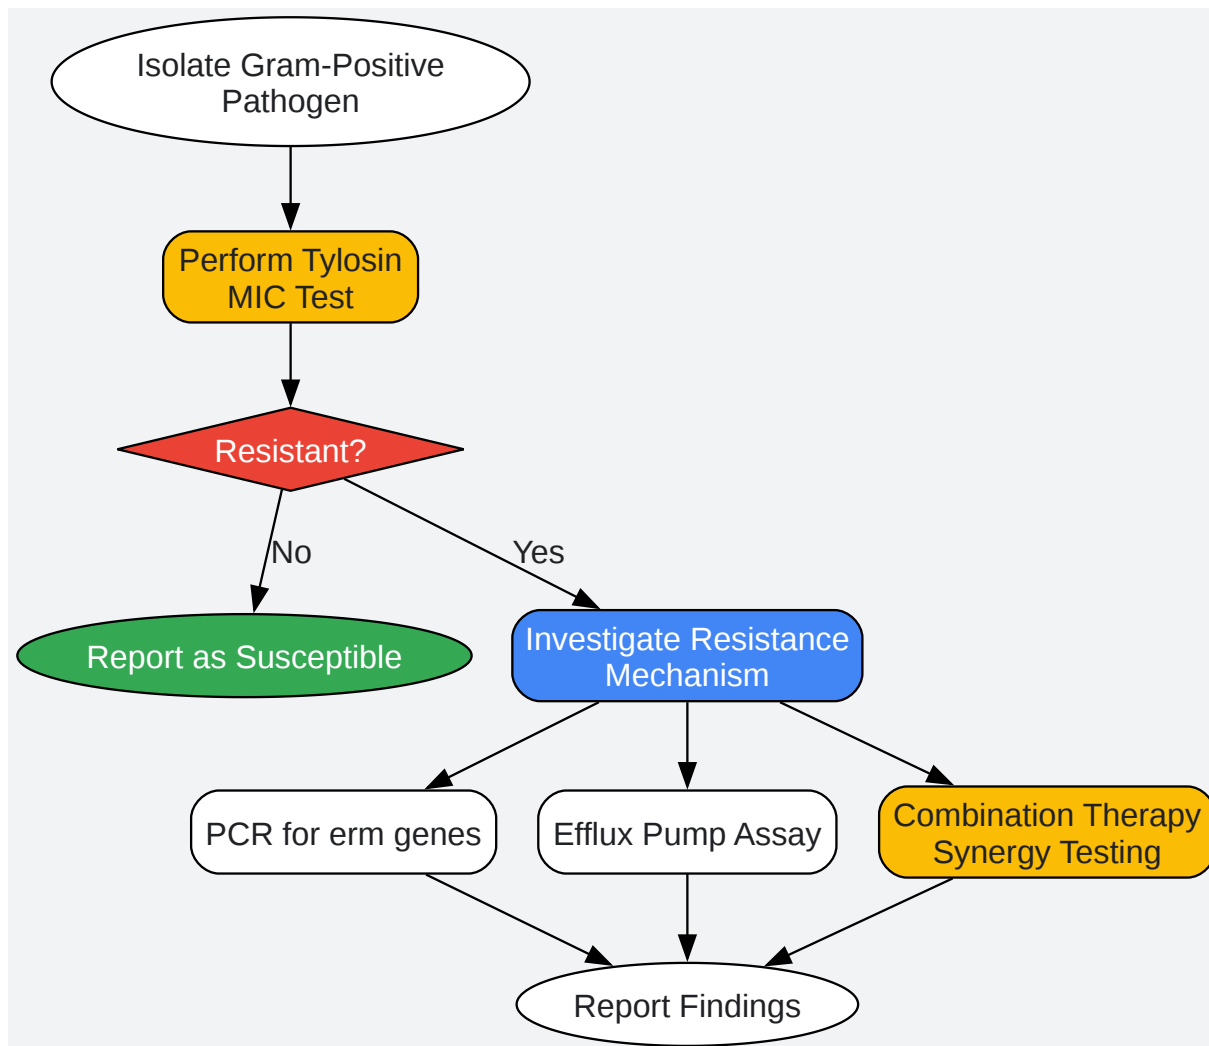 Isolate Gram-Positive
Pathogen
Perform Tylosin
MIC Test
Resistant?
No
Yes
Report as Susceptible
Investigate Resistance
Mechanism
PCR for erm genes
Efflux Pump Assay
Combination Therapy
Synergy Testing
Report Findings